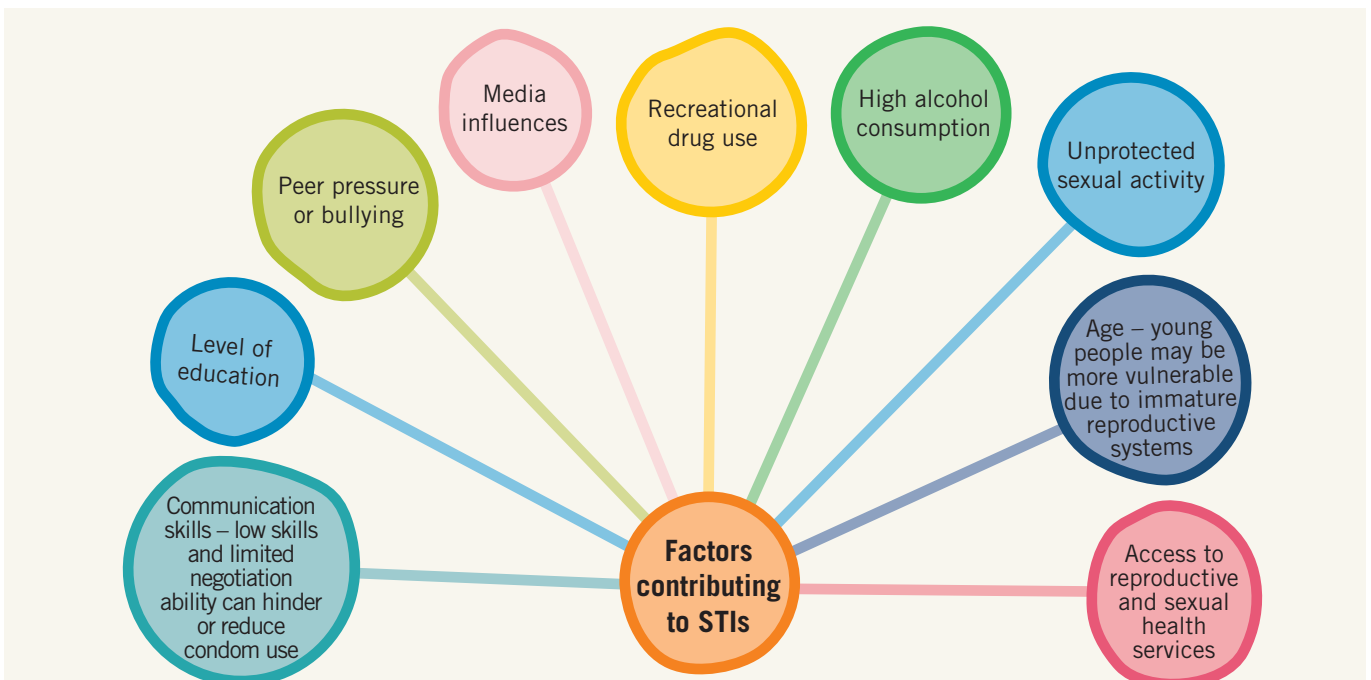 Media
influences
Recreational
drug use
High alcohol
consumption
Unprotected
sexual activity
Peer pressure
or bullying
Age – young
people may be
more vulnerable
due to immature
reproductive
systems
Level of
education
Communication
skills – low skills
and limited
negotiation
ability can hinder
or reduce
condom use
Factors
contributing
to STIs
Access to
reproductive
and sexual
health
services